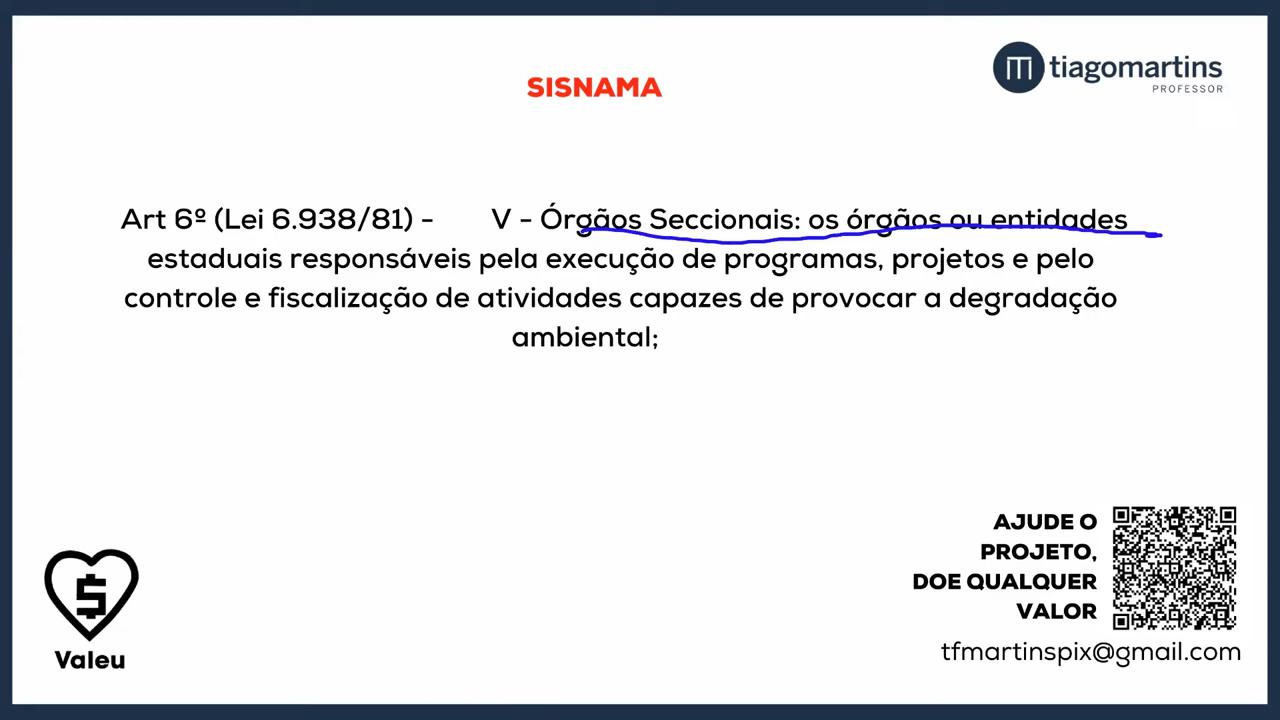 tiagomartins
PROFESSOR
SISNAMA
Art 6º (Lei 6.938/81) - V - Órgãos Seccionais: os órgãos ou entidades
estaduais responsáveis pela execução de programas, projetos e pelo
controle e fiscalização de atividades capazes de provocar a degradação
ambiental;
AJUDE O
PROJETO,
DOE QUALQUER
VALOR
tfmartinspix@gmail.com
$
Valeu